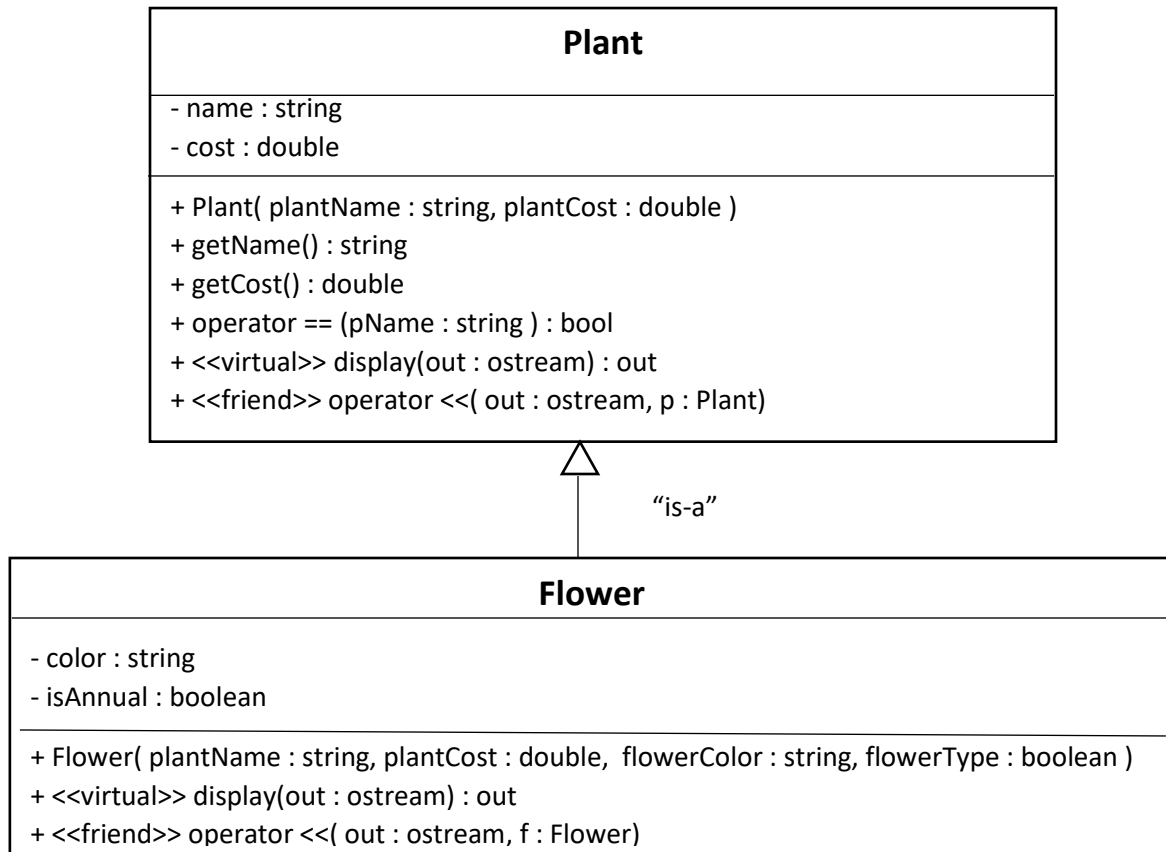 Plant
- name : string
- cost : double
+ Plant( plantName : string, plantCost : double )
+ getName() : string
+ getCost() : double
+ operator == (pName : string ) : bool
+ <<virtual>> display(out : ostream) : out
+ <<friend>> operator <<( out : ostream, p : Plant)
“is-a”
Flower
- color : string
- isAnnual : boolean
+ Flower( plantName : string, plantCost : double,  flowerColor : string, flowerType : boolean )
+ <<virtual>> display(out : ostream) : out
+ <<friend>> operator <<( out : ostream, f : Flower)